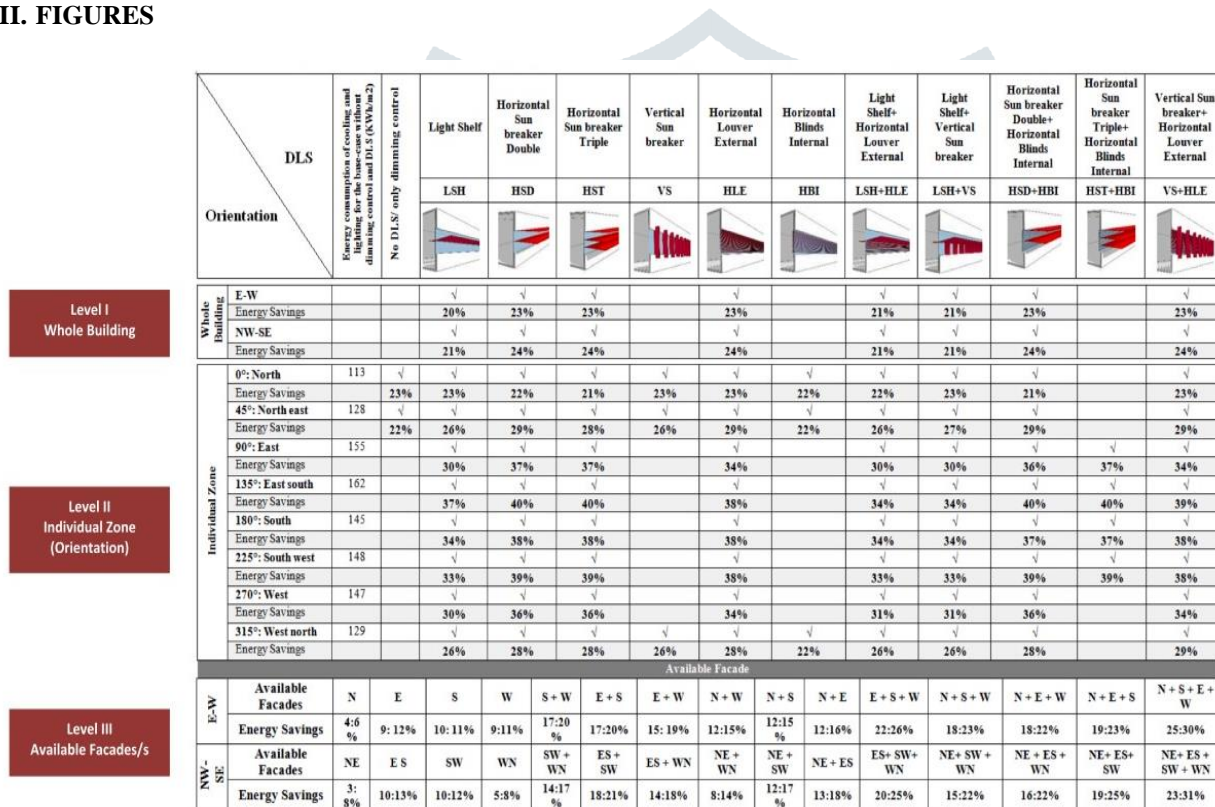 II. FIGURES
DLS
Orientation
Energy consumption of cooling and lighting for the base-case without dimming control and DLS (KWh/m2)
No DLS/ only dimming control
Light Shelf
Horizontal Sun breaker Double
Horizontal Sun breaker Triple
Vertical Sun breaker
Horizontal Louver External
Horizontal Blinds Internal
Light Shelf+ Horizontal Louver External
Light Shelf+ Vertical Sun breaker
Horizontal Sun breaker Double+ Horizontal Blinds Internal
Horizontal Sun breaker Triple+ Horizontal Blinds Internal
Vertical Sun breaker+ Horizontal Louver External
LSH HSD HST VS HLE HBI LSH+HLE LSH+VS HSD+HBI HST+HBI VS+HLE
Level I
Whole Building
Whole Building
E-W √ √ √ √ √ √ √ √
Energy Savings 20% 23% 23% 23% 21% 21% 23% 23%
NW-SE √ √ √ √ √ √ √ √
Energy Savings 21% 24% 24% 24% 21% 21% 24% 24%
Level II
Individual Zone
(Orientation)
Individual Zone
0°: North 113 √ √ √ √ √ √ √ √ √ √ √
Energy Savings 23% 23% 22% 21% 23% 23% 22% 22% 23% 21% 23%
45°: North east 128 √ √ √ √ √ √ √ √ √ √ √
Energy Savings 22% 26% 29% 28% 26% 29% 22% 26% 27% 29% 29%
90°: East 155 √ √ √ √ √ √ √ √ √
Energy Savings 30% 37% 37% 34% 30% 30% 36% 37% 34%
135°: East south 162 √ √ √ √ √ √ √ √ √
Energy Savings 37% 40% 40% 38% 34% 34% 40% 40% 39%
180°: South 145 √ √ √ √ √ √ √ √ √
Energy Savings 34% 38% 38% 38% 34% 34% 37% 37% 38%
225°: South west 148 √ √ √ √ √ √ √ √ √
Energy Savings 33% 39% 39% 38% 33% 33% 39% 39% 38%
270°: West 147 √ √ √ √ √ √ √ √
Energy Savings 30% 36% 36% 34% 31% 31% 36% 34%
315°: West north 129 √ √ √ √ √ √ √ √ √ √
Energy Savings 26% 28% 28% 26% 28% 22% 26% 26% 28% 29%
Available Facade
Level III
Available Facades/s
E-W
Available Facades N E S W S + W E + S E + W N + W N + S N + E E + S + W N + S + W N + E + W N + E + S N + S + E + W
Energy Savings 4:6 % 9: 12% 10: 11% 9:11% 17:20 % 17:20% 15: 19% 12:15% 12:15 % 12:16% 22:26% 18:23% 18:22% 19:23% 25:30%
NW-SE
Available Facades NE E S SW WN SW + WN ES + SW ES + WN NE + WN NE + SW NE + ES ES+ SW+ WN NE+ SW + WN NE + ES + WN NE+ ES+ SW NE+ ES + SW + WN
Energy Savings 3: 8% 10:13% 10:12% 5:8% 14:17 % 18:21% 14:18% 8:14% 12:17 % 13:18% 20:25% 15:22% 16:22% 19:25% 23:31%